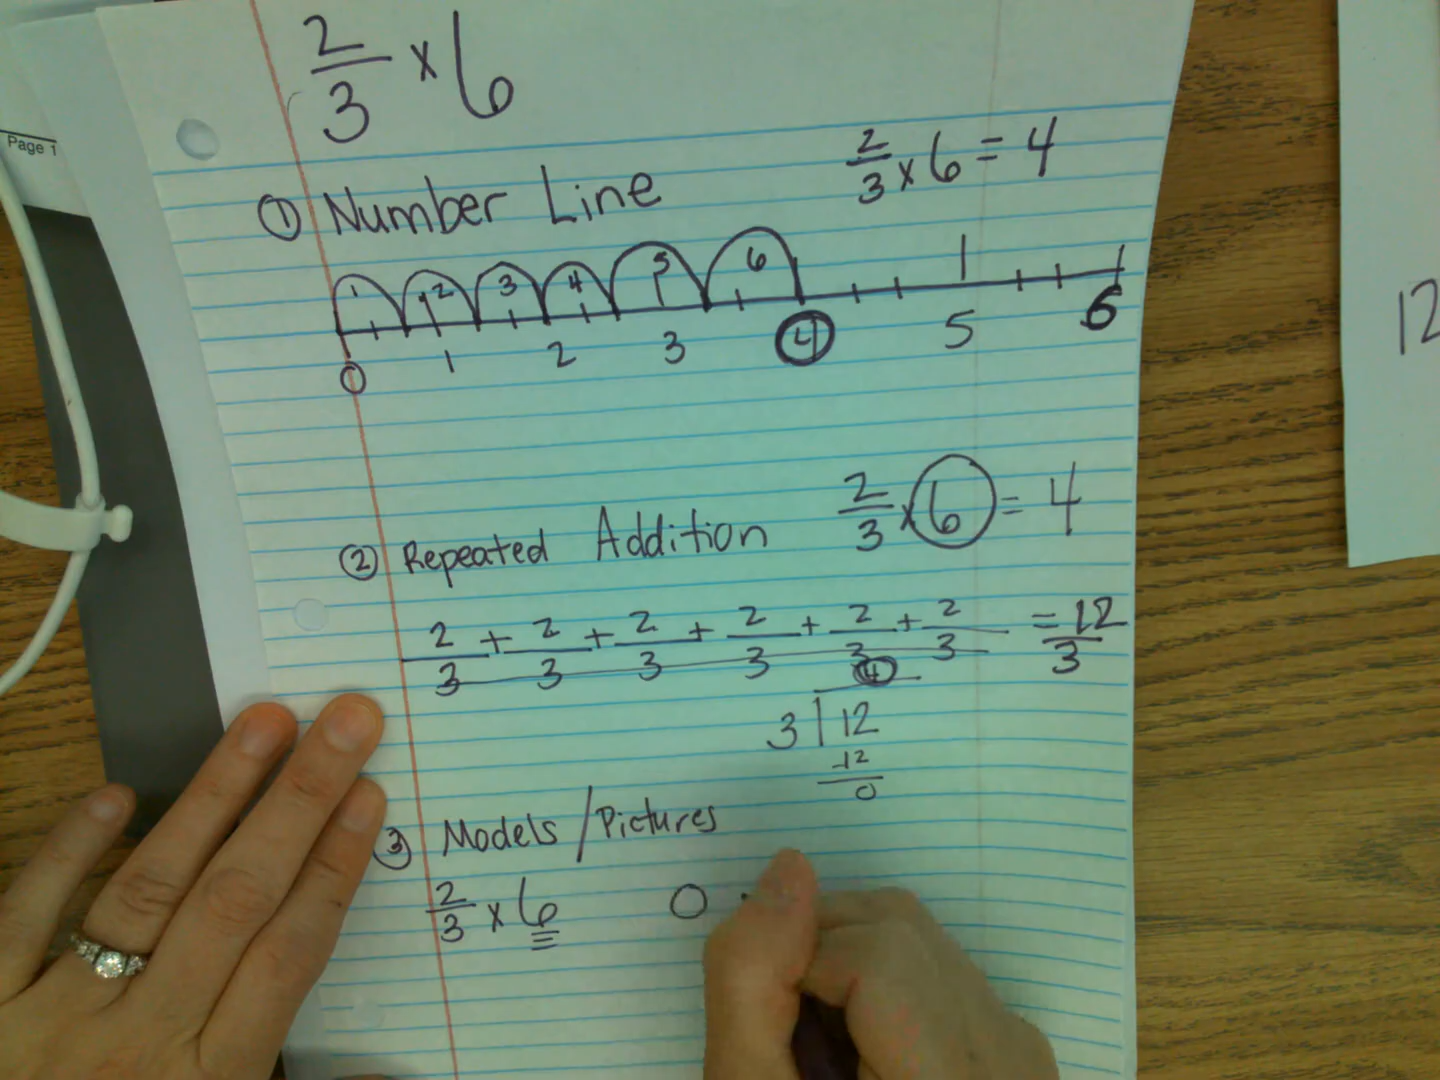 Page 1
2/3 x 6
① Number Line 2/3 x 6 = 4
1 2 3 4 5 6
0 1 2 3 4 5 6
12
② Repeated Addition 2/3 x 6 = 4
2/3 + 2/3 + 2/3 + 2/3 + 2/3 + 2/3 = 12/3
4
3 12
-12
0
③ Models/Pictures
2/3 x 6